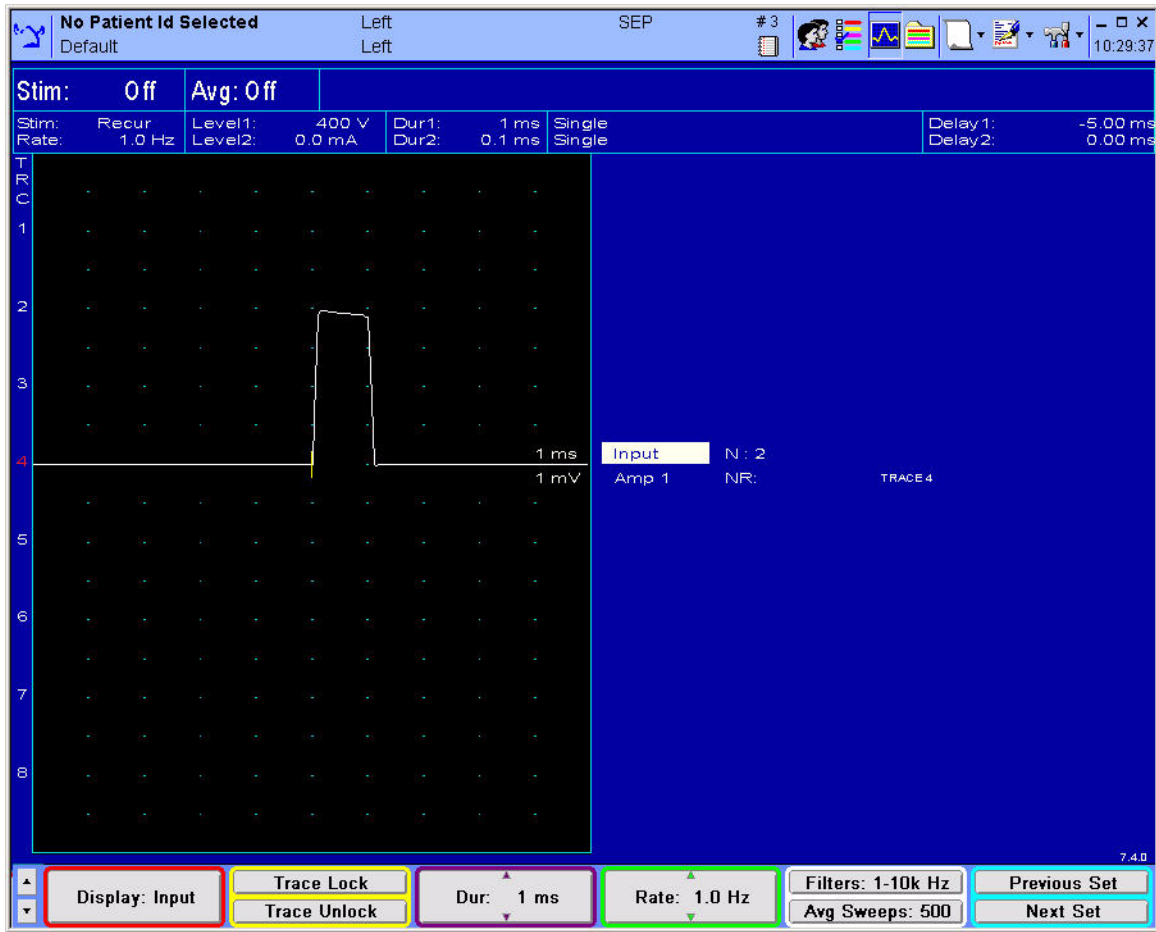 No Patient Id Selected Left SEP #3
Default Left 10:29:37
Stim: Off Avg: Off
Stim: Recur Level1: 400 V Dur1: 1 ms Single Delay1: -5.00 ms
Rate: 1.0 Hz Level2: 0.0 mA Dur2: 0.1 ms Single Delay2: 0.00 ms
T
R
C
1
2
3
4 1 ms Input N: 2
1 mV Amp 1 NR: TRACE 4
5
6
7
8
7.4.0
Display: Input
Trace Lock
Trace Unlock
Dur: 1 ms
Rate: 1.0 Hz
Filters: 1-10k Hz
Avg Sweeps: 500
Previous Set
Next Set